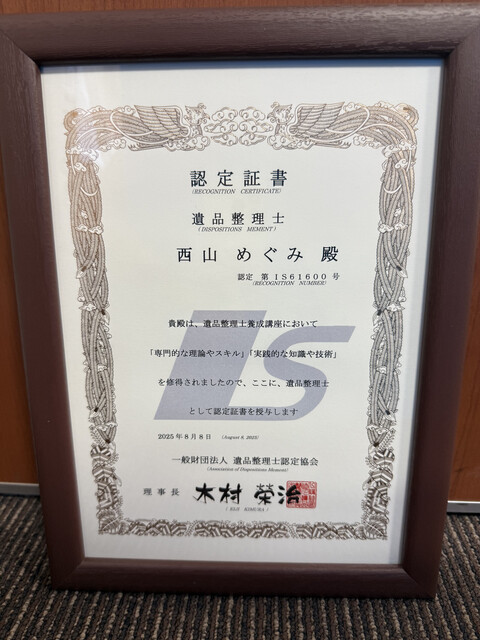 認定証書
(RECOGNITION CERTIFICATE)
遺品整理士
(DISPOSITIONS MEMENT)
西山 めぐみ 殿
認定 第 IS61600 号
(RECOGNITION NUMBER)
貴殿は、遺品整理士養成講座において
「専門的な理論やスキル」「実践的な知識や技術」
を修得されましたので、ここに、遺品整理士
として認定証書を授与します
IS
2025年8月8日 (August 8, 2025)
一般財団法人 遺品整理士認定協会
(Association of Dispositions Mement)
理事長 木村 榮治
(EIJI KIMURA)